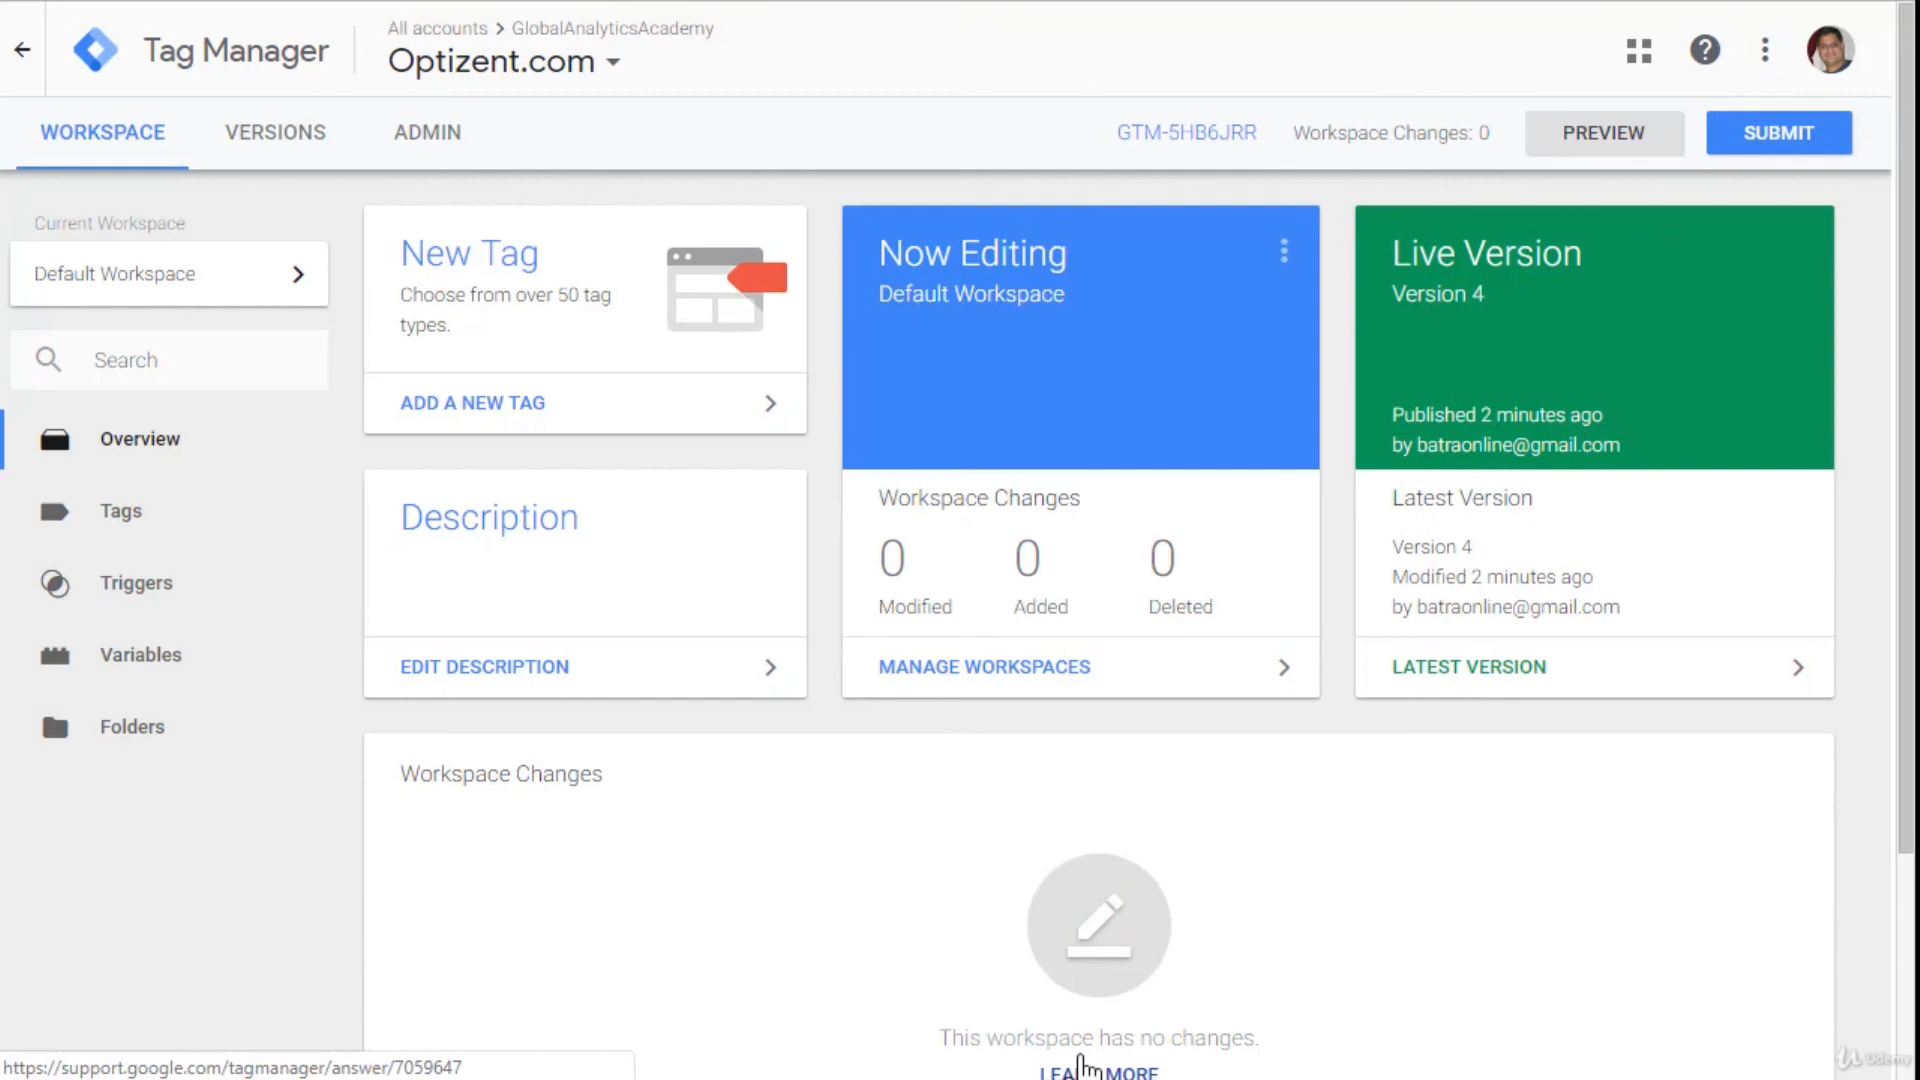 Tag Manager
All accounts > GlobalAnalyticsAcademy
Optizent.com
WORKSPACE
VERSIONS
ADMIN
GTM-5HB6JRR
Workspace Changes: 0
PREVIEW
SUBMIT
Current Workspace
Default Workspace
Search
Overview
Tags
Triggers
Variables
Folders
New Tag
Choose from over 50 tag
types.
ADD A NEW TAG
Description
EDIT DESCRIPTION
Now Editing
Default Workspace
Workspace Changes
0 0 0
Modified Added Deleted
MANAGE WORKSPACES
Live Version
Version 4
Published 2 minutes ago
by batraonline@gmail.com
Latest Version
Version 4
Modified 2 minutes ago
by batraonline@gmail.com
LATEST VERSION
Workspace Changes
This workspace has no changes.
LEARN MORE
https://support.google.com/tagmanager/answer/7059647
Udemy